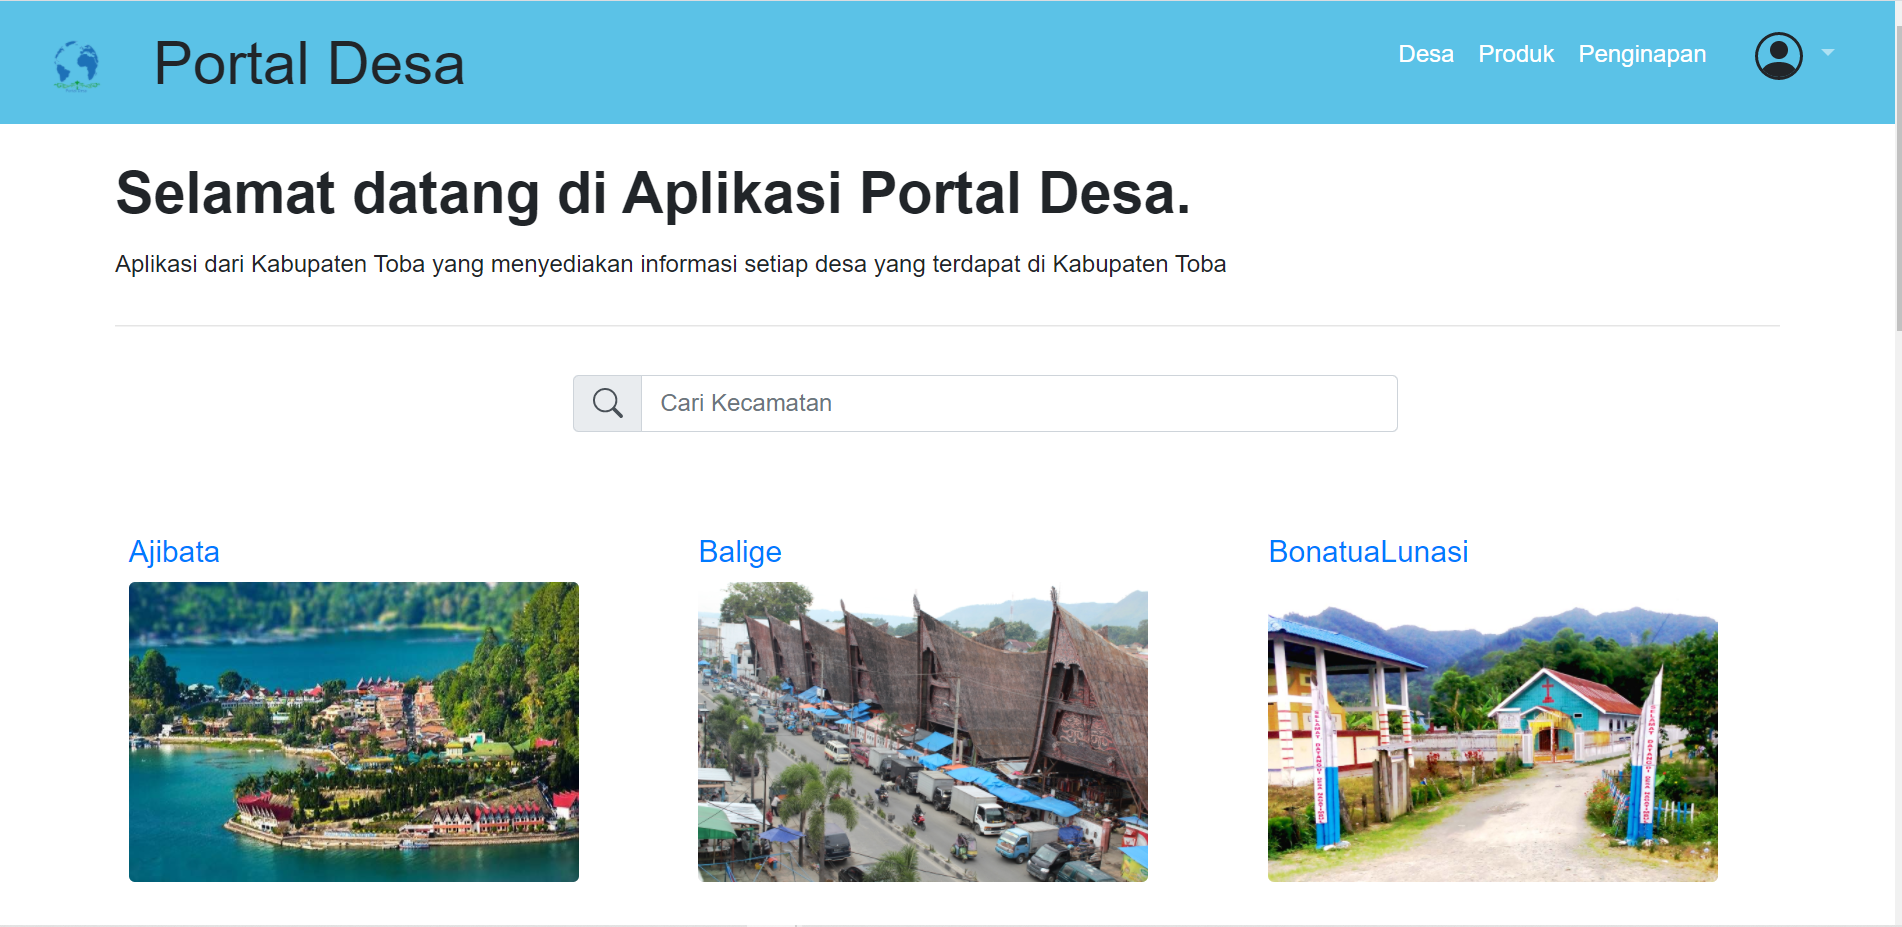 Portal Desa
Desa Produk Penginapan
Selamat datang di Aplikasi Portal Desa.
Aplikasi dari Kabupaten Toba yang menyediakan informasi setiap desa yang terdapat di Kabupaten Toba
Cari Kecamatan
Ajibata
Balige
BonatuaLunasi